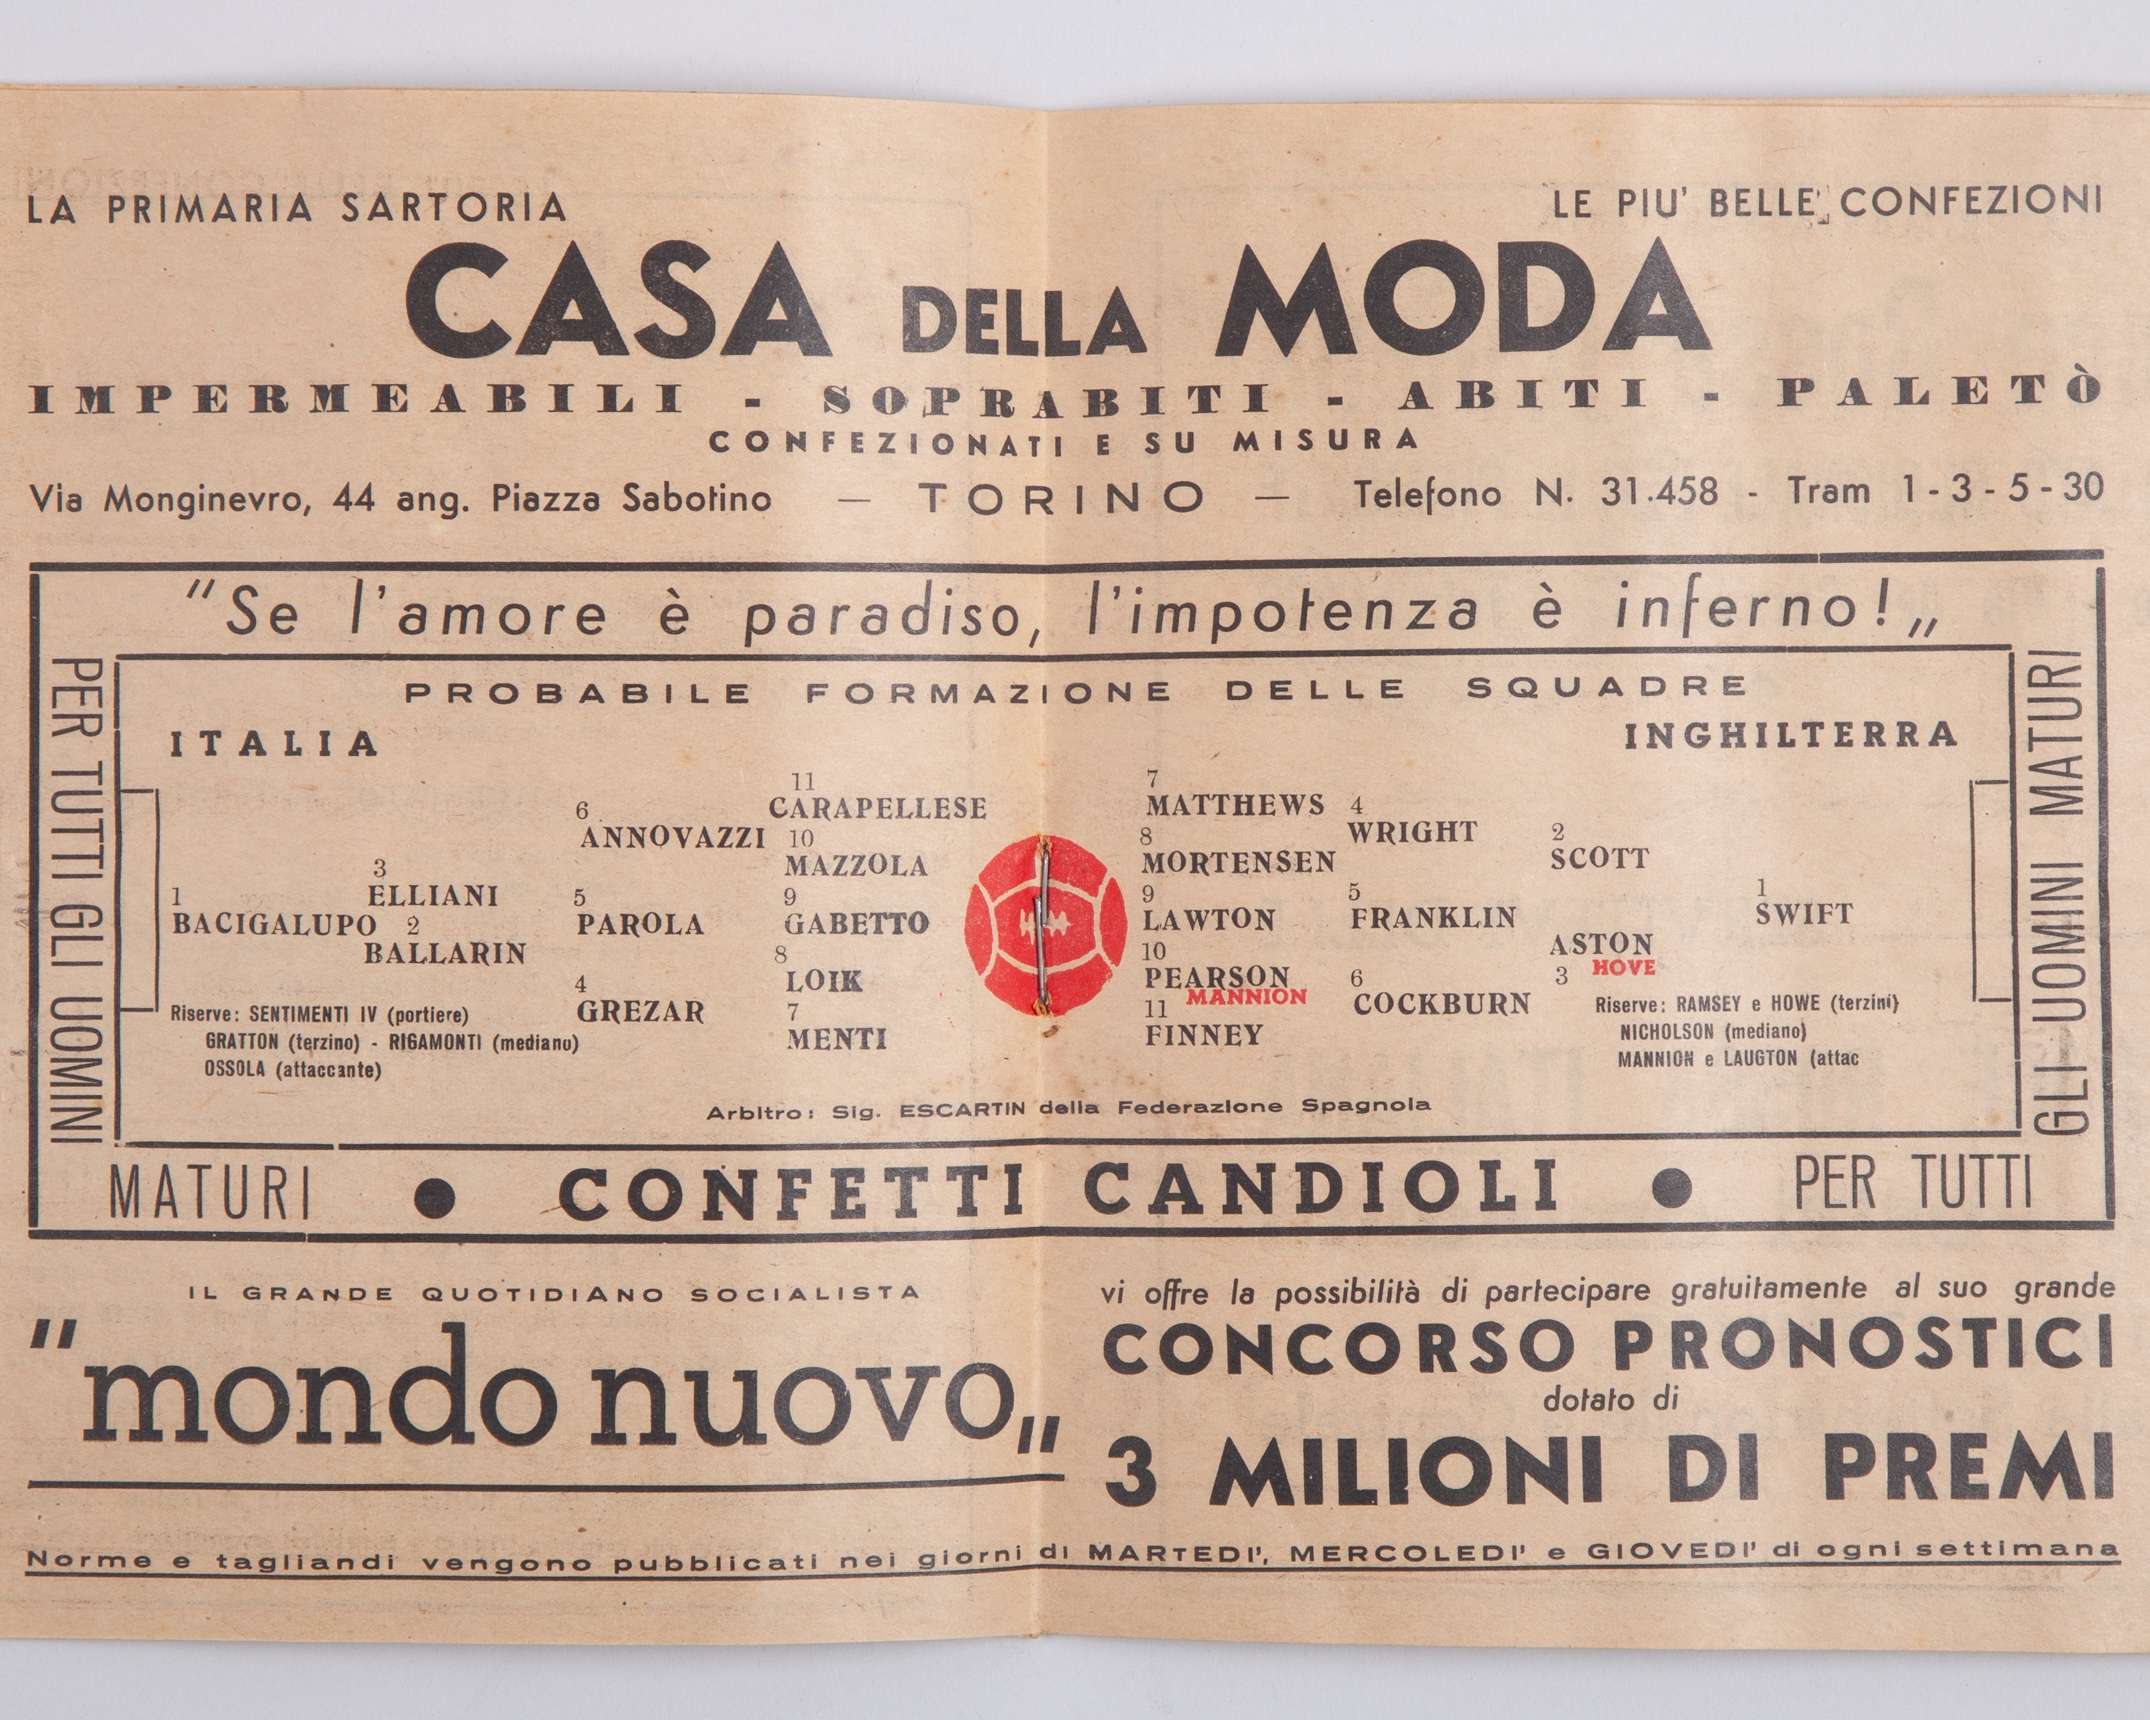 LA PRIMARIA SARTORIA
LE PIU' BELLE' CONFEZIONI
CASA DELLA MODA
IMPERMEABILI - SOPRABITI - ABITI - PALETÒ
CONFEZIONATI E SU MISURA
Via Monginevro, 44 ang. Piazza Sabotino — TORINO — Telefono N. 31.458 - Tram 1 - 3 - 5 - 30
"Se l'amore è paradiso, l'impotenza è inferno!„
PER TUTTI GLI UOMINI
MATURI
PROBABILE FORMAZIONE DELLE SQUADRE
ITALIA
1
BACIGALUPO
3
ELLIANI
2
BALLARIN
6
ANNOVAZZI
5
PAROLA
4
GREZAR
11
CARAPELLESE
10
MAZZOLA
9
GABETTO
8
LOIK
7
MENTI
Riserve: SENTIMENTI IV (portiere)
GRATTON (terzino) - RIGAMONTI (mediano)
OSSOLA (attaccante)
INGHILTERRA
7
MATTHEWS
8
MORTENSEN
9
LAWTON
10
PEARSON
MANNION
11
FINNEY
4
WRIGHT
5
FRANKLIN
6
COCKBURN
2
SCOTT
ASTON
HOVE
3
1
SWIFT
Riserve: RAMSEY e HOWE (terzini)
NICHOLSON (mediano)
MANNION e LAUGTON (attac
Arbitro: Sig. ESCARTIN della Federazione Spagnola
CONFETTI CANDIOLI
PER TUTTI
GLI UOMINI MATURI
IL GRANDE QUOTIDIANO SOCIALISTA
"mondo nuovo„
vi offre la possibilità di partecipare gratuitamente al suo grande
CONCORSO PRONOSTICI
dotato di
3 MILIONI DI PREMI
Norme e tagliandi vengono pubblicati nei giorni di MARTEDI', MERCOLEDI' e GIOVEDI' di ogni settimana